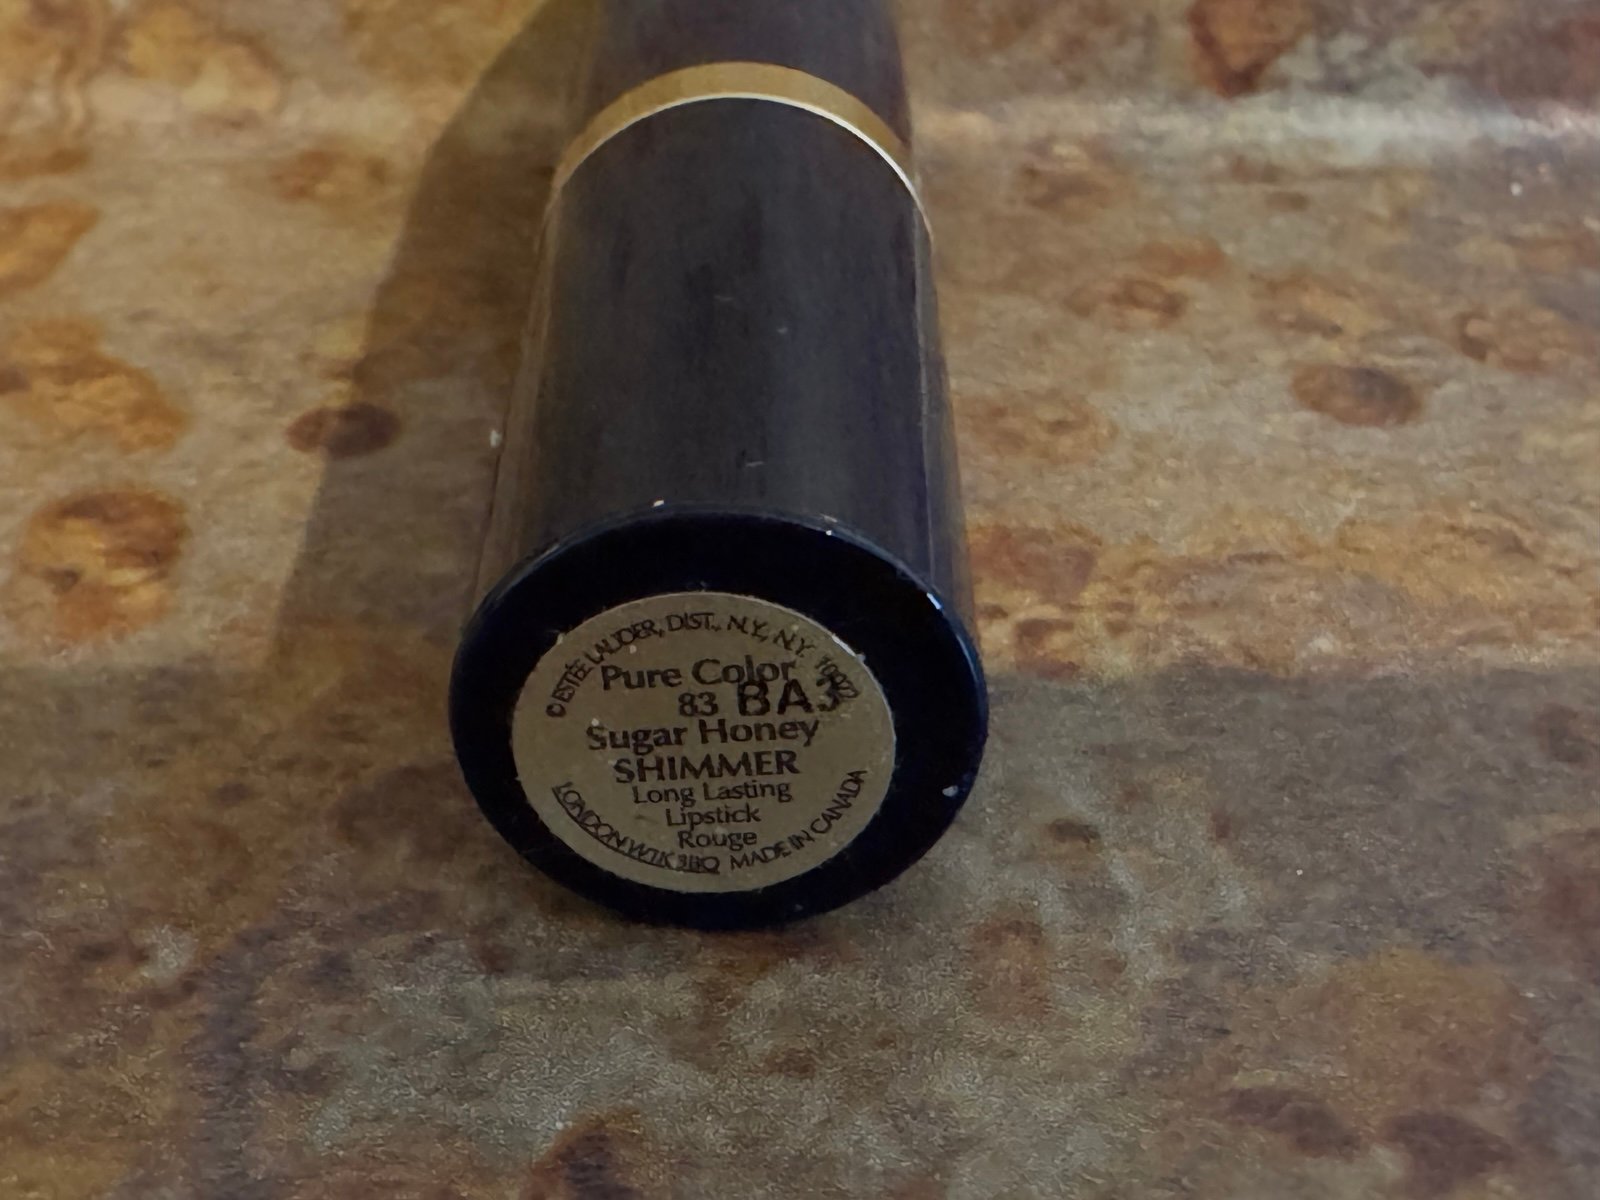 ©ESTÉE LAUDER, DIST., N.Y., N.Y. 10022
Pure Color
83 BA3
Sugar Honey
SHIMMER
Long Lasting
Lipstick
Rouge
LONDON W1K 3BQ MADE IN CANADA